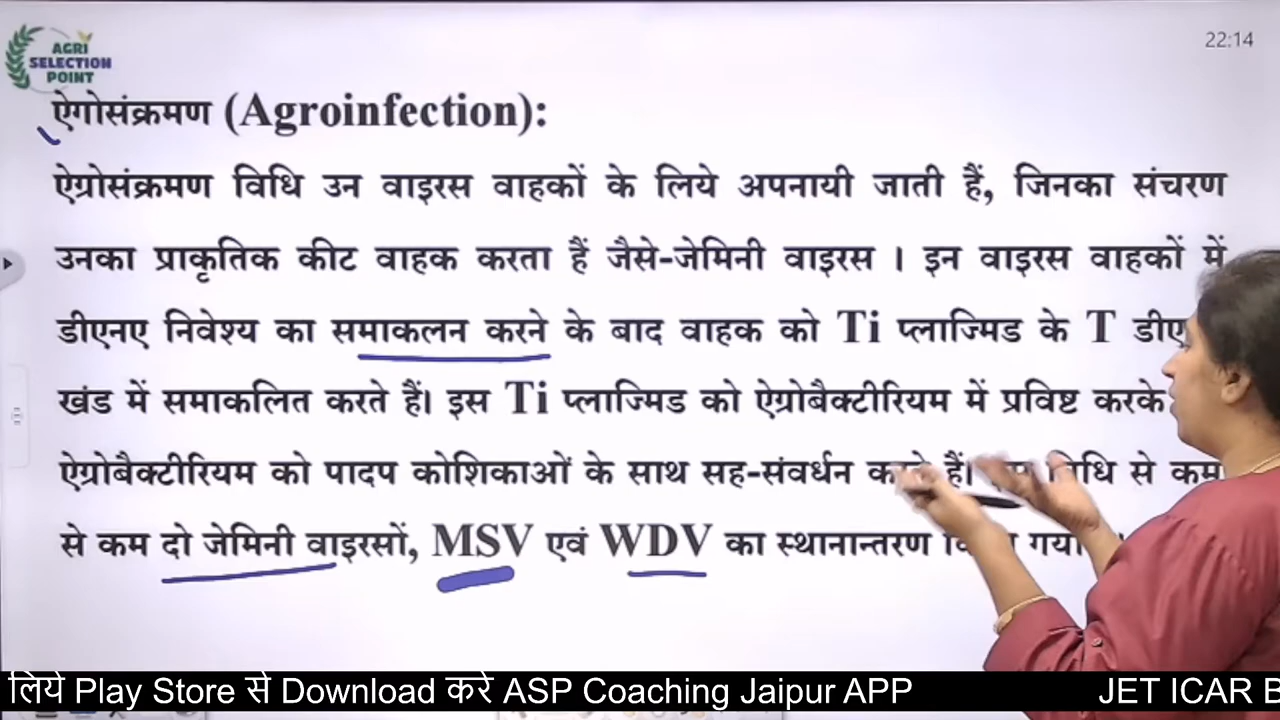 AGRI
SELECTION
POINT
22:14
ऐगोसंक्रमण (Agroinfection):
ऐग्रोसंक्रमण विधि उन वाइरस वाहकों के लिये अपनायी जाती हैं, जिनका संचरण
उनका प्राकृतिक कीट वाहक करता हैं जैसे-जेमिनी वाइरस । इन वाइरस वाहकों में
डीएनए निवेश्य का समाकलन करने के बाद वाहक को Ti प्लाज्मिड के T
खंड में समाकलित करते हैं। इस Ti प्लाज्मिड को ऐग्रोबैक्टीरियम में प्रविष्ट करके
ऐग्रोबैक्टीरियम को पादप कोशिकाओं के साथ सह-संवर्धन हैं। से कम
से कम दो जेमिनी वाइरसों, MSV एवं WDV का स्थानान्तरण
लिये Play Store से Download करे ASP Coaching Jaipur APP JET ICAR